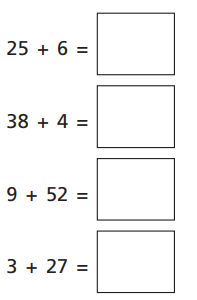 25 + 6 =
38 + 4 =
9 + 52 =
3 + 27 =